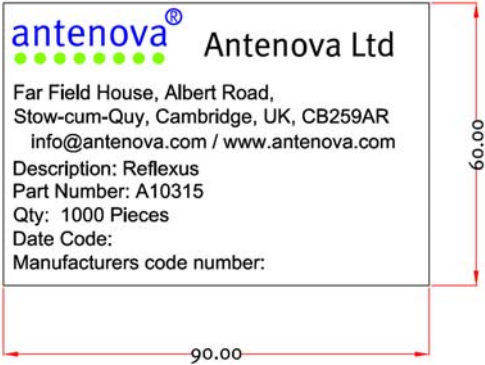 antenova®
Antenova Ltd
Far Field House, Albert Road,
Stow-cum-Quy, Cambridge, UK, CB259AR
info@antenova.com / www.antenova.com
Description: Reflexus
Part Number: A10315
Qty: 1000 Pieces
Date Code:
Manufacturers code number:
60.00
90.00